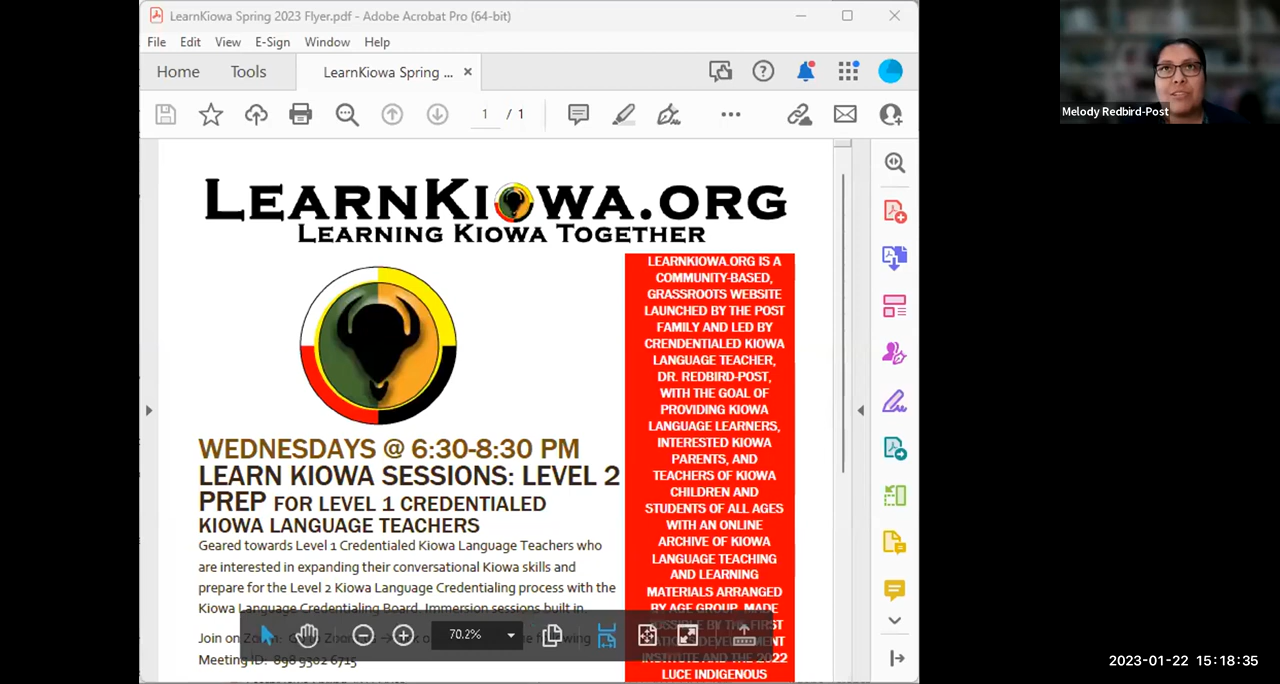 LearnKiowa Spring 2023 Flyer.pdf - Adobe Acrobat Pro (64-bit)
File Edit View E-Sign Window Help
Home Tools LearnKiowa Spring ...
1 / 1
LEARNKIOWA.ORG
LEARNING KIOWA TOGETHER
WEDNESDAYS @ 6:30-8:30 PM
LEARN KIOWA SESSIONS: LEVEL 2
PREP FOR LEVEL 1 CREDENTIALED
KIOWA LANGUAGE TEACHERS
Geared towards Level 1 Credentialed Kiowa Language Teachers who
are interested in expanding their conversational Kiowa skills and
prepare for the Level 2 Kiowa Language Credentialing process with the
Kiowa Language Credentialing Board. Immersion sessions built in.
Join on
Meeting ID: 898 9302 6715
LEARNKIOWA.ORG IS A
COMMUNITY-BASED,
GRASSROOTS WEBSITE
LAUNCHED BY THE POST
FAMILY AND LED BY
CRENDENTIALED KIOWA
LANGUAGE TEACHER,
DR. REDBIRD-POST,
WITH THE GOAL OF
PROVIDING KIOWA
LANGUAGE LEARNERS,
INTERESTED KIOWA
PARENTS, AND
TEACHERS OF KIOWA
CHILDREN AND
STUDENTS OF ALL AGES
WITH AN ONLINE
ARCHIVE OF KIOWA
LANGUAGE TEACHING
AND LEARNING
MATERIALS ARRANGED
BY AGE GROUP. MADE
POSSIBLE BY THE FIRST
NATIONS DEVELOPMENT
INSTITUTE AND THE 2022
LUCE INDIGENOUS
70.2%
Melody Redbird-Post
2023-01-22 15:18:35